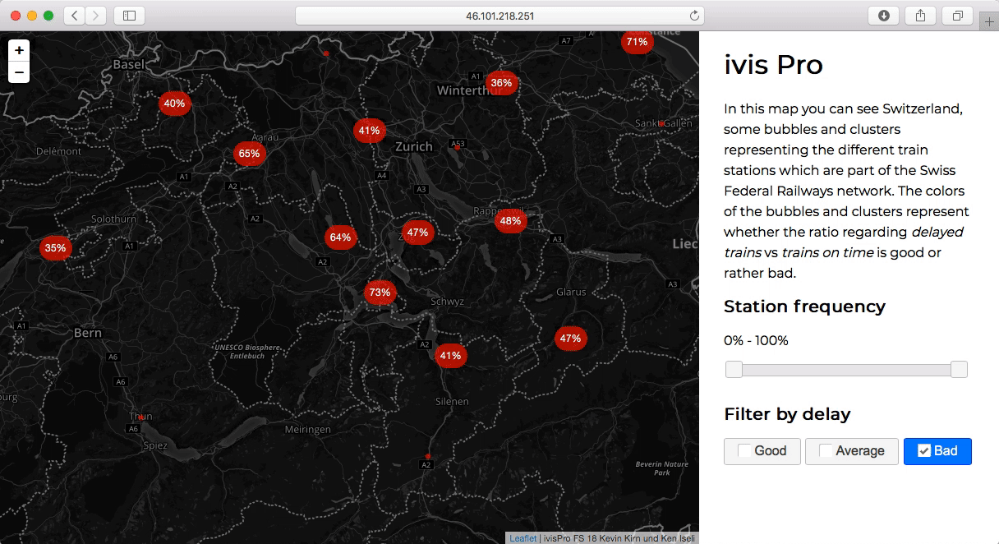 46.101.218.251
+
−
Constance
71%
A7
Basel
A1
36%
Winterthur
40%
41%
Sankt Gallen
Aarau
Zurich
A53
65%
Delémont
A1
A4
A2
A3
Rapperswil
Solothurn
A2
48%
64%
47%
A3
35%
A1
Liec
A2
A3
73%
Schwyz
Glarus
A1
Bern
47%
A2
UNESCO Biosphere
Entlebuch
41%
A6
A6
Silenen
Thun
A6
Meiringen
Spiez
A2
Beverin Nature
Park
Leaflet | ivisPro FS 18 Kevin Kirn und Ken Iseli
ivis Pro
In this map you can see Switzerland,
some bubbles and clusters
representing the different train
stations which are part of the Swiss
Federal Railways network. The colors
of the bubbles and clusters represent
whether the ratio regarding delayed
trains vs trains on time is good or
rather bad.
Station frequency
0% - 100%
Filter by delay
Good
Average
Bad